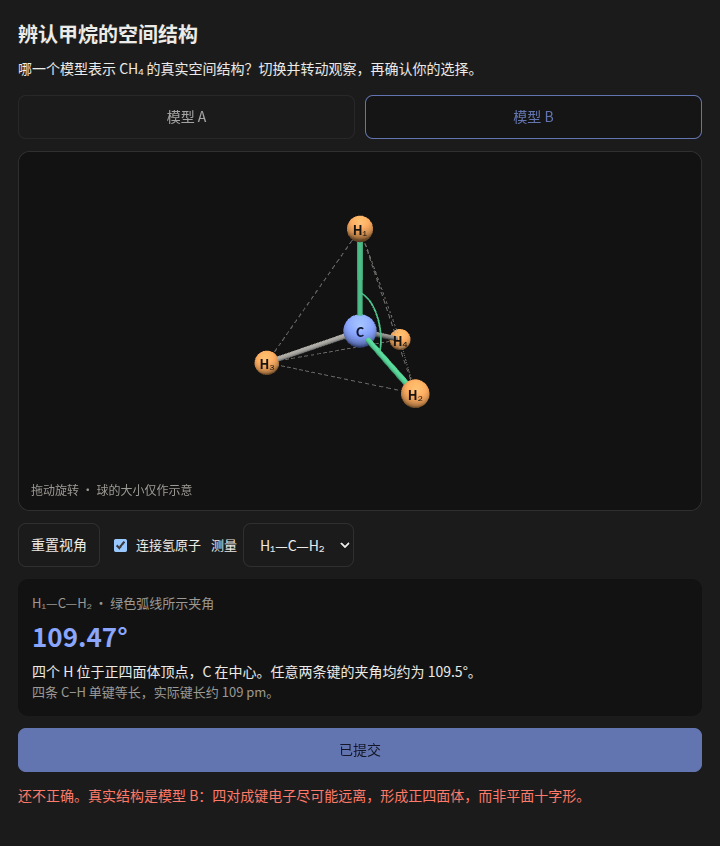 辨认甲烷的空间结构
哪一个模型表示 CH₄ 的真实空间结构？切换并转动观察，再确认你的选择。
模型 A
模型 B
H₁
C
H₄
H₃
H₂
拖动旋转 · 球的大小仅作示意
重置视角
连接氢原子
测量
H₁—C—H₂
H₁—C—H₂ · 绿色弧线所示夹角
109.47°
四个 H 位于正四面体顶点，C 在中心。任意两条键的夹角均约为 109.5°。
四条 C–H 单键等长，实际键长约 109 pm。
已提交
还不正确。真实结构是模型 B：四对成键电子尽可能远离，形成正四面体，而非平面十字形。